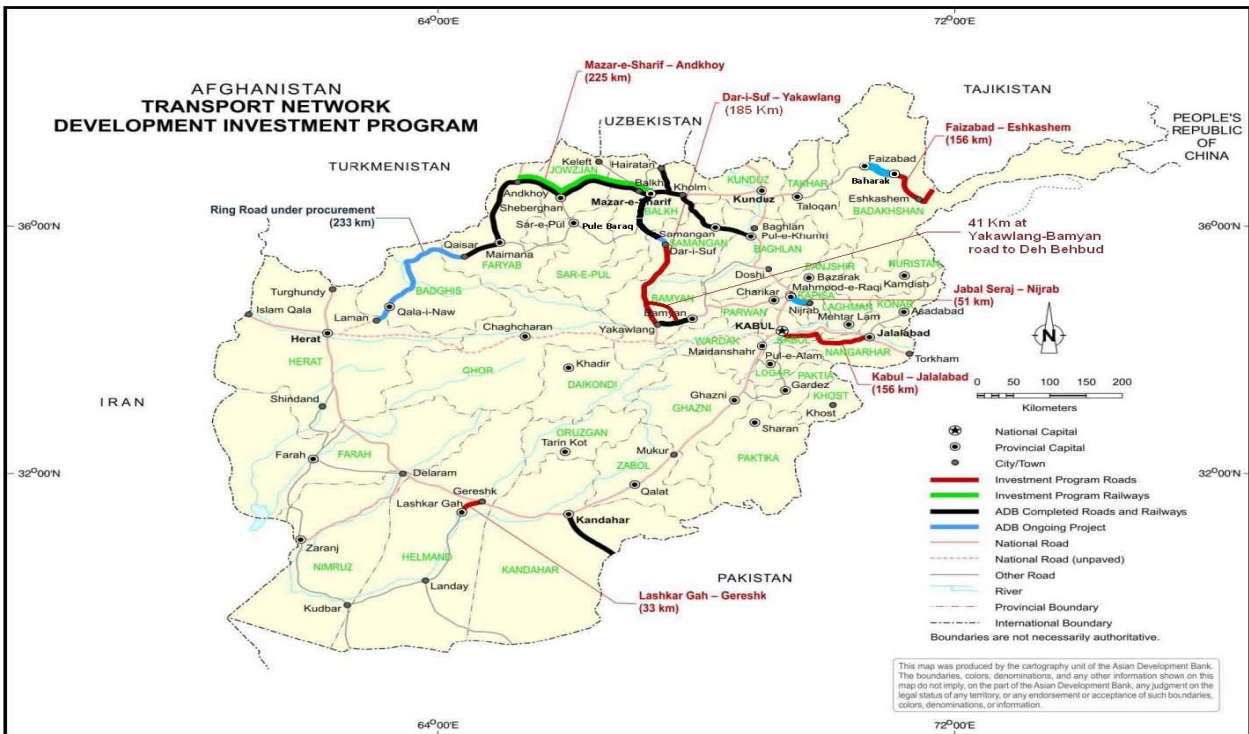 64°00'E
72°00'E
AFGHANISTAN
TRANSPORT NETWORK
DEVELOPMENT INVESTMENT PROGRAM
Mazar-e-Sharif – Andkhoy
(225 km)
Dar-i-Suf – Yakawlang
(185 Km)
UZBEKISTAN
TAJIKISTAN
PEOPLE'S
REPUBLIC
OF
CHINA
TURKMENISTAN
Faizabad – Eshkashem
(156 km)
Keleft
Hairatan
JOWZJAN
Balkh
Kholm
KUNDUZ
TAKHAR
Faizabad
Baharak
Andkhoy
Sheberghan
Mazar-e-Sharif
BALKH
Kunduz
Taloqan
Eshkashem
BADAKHSHAN
Ring Road under procurement
(233 km)
36°00'N
36°00'N
Sar-e-Pul
Pule Baraq
Samangan
Baghlan
Pul-e-Khumri
41 Km at
Yakawlang-Bamyan
road to Deh Behbud
Qaisar
Maimana
FARYAB
SAMANGAN
Dar-i-Suf
BAGHLAN
SAR-E-PUL
Doshi
PANJSHIR
NURISTAN
Bazarak
Kamdish
Turghundy
BADGHIS
BAMYAN
Charikar
Mahmood-e-Raqi
KAPISA
Jabal Seraj – Nijrab
(51 km)
Islam Qala
Qala-i-Naw
Laman
Bamyan
PARWAN
Nijrab
LAGHMAN
KONAR
Mehtar Lam
Asadabad
Herat
Chaghcharan
Yakawlang
KABUL
KABUL
Jalalabad
WARDAK
Maidanshahr
NANGARHAR
Torkham
HERAT
GHOR
Khadir
DAIKONDI
Pul-e-Alam
LOGAR
PAKTIA
Kabul – Jalalabad
(156 km)
N
0 50 100 150 200
Kilometers
IRAN
Shindand
Ghazni
GHAZNI
Gardez
KHOST
Khost
Sharan
ORUZGAN
Tarin Kot
Farah
FARAH
Mukur
PAKTIKA
ZABOL
32°00'N
32°00'N
Delaram
Gereshk
Lashkar Gah
Qalat
Kandahar
Zaranj
HELMAND
NIMRUZ
KANDAHAR
PAKISTAN
Landay
Kudbar
Lashkar Gah – Gereshk
(33 km)
National Capital
Provincial Capital
City/Town
Investment Program Roads
Investment Program Railways
ADB Completed Roads and Railways
ADB Ongoing Project
National Road
National Road (unpaved)
Other Road
River
Provincial Boundary
International Boundary
Boundaries are not necessarily authoritative.
This map was produced by the cartography unit of the Asian Development Bank.
The boundaries, colors, denominations, and any other information shown on this
map do not imply, on the part of the Asian Development Bank, any judgment on the
legal status of any territory, or any endorsement or acceptance of such boundaries,
colors, denominations, or information.
64°00'E
72°00'E